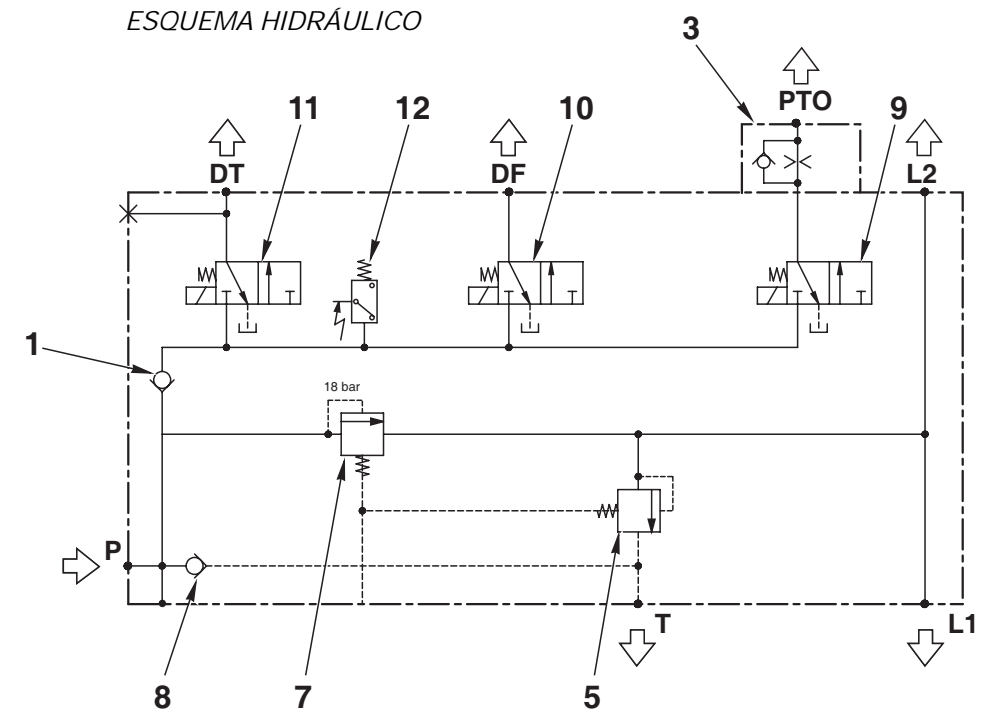 ESQUEMA HIDRÁULICO
3
11
12
10
PTO
9
DT
DF
L2
1
18 bar
P
T
L1
8
7
5